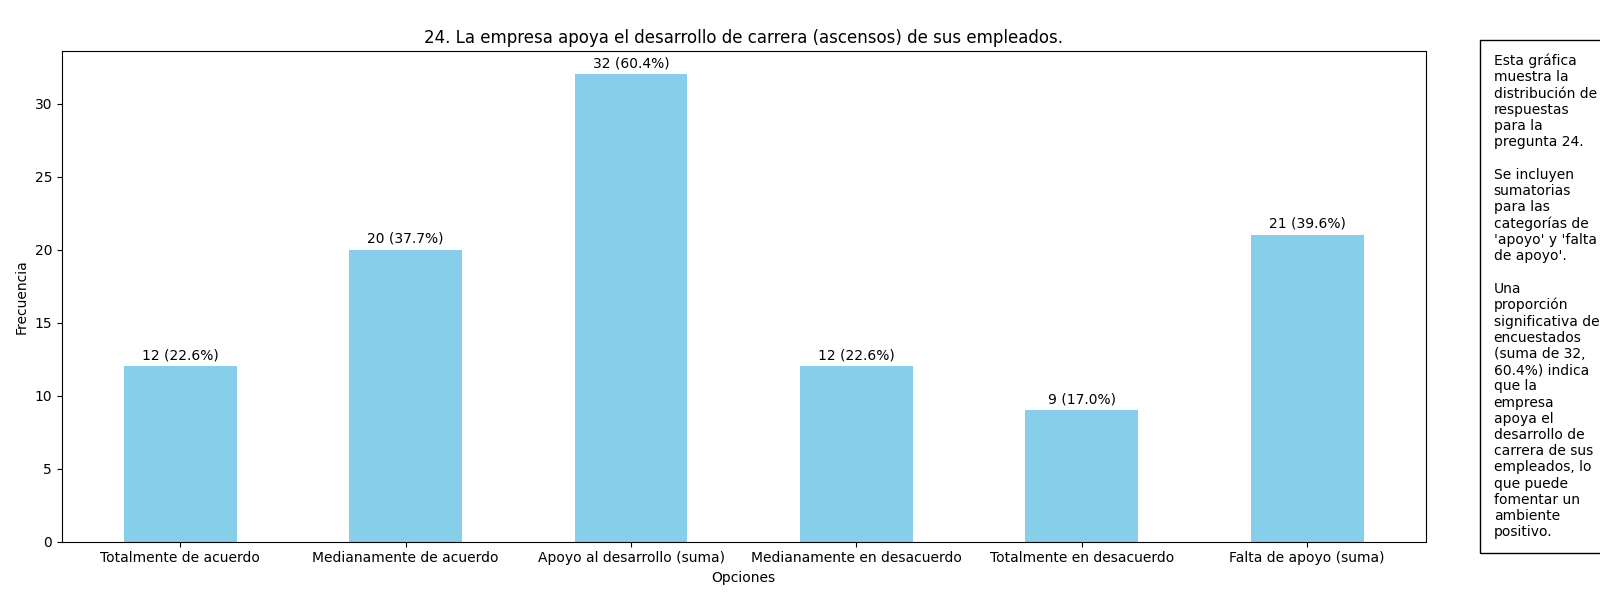 24. La empresa apoya el desarrollo de carrera (ascensos) de sus empleados.
32 (60.4%)
21 (39.6%)
20 (37.7%)
12 (22.6%)
12 (22.6%)
9 (17.0%)
30
25
20
15
10
5
0
Frecuencia
Totalmente de acuerdo
Medianamente de acuerdo
Apoyo al desarrollo (suma)
Medianamente en desacuerdo
Totalmente en desacuerdo
Falta de apoyo (suma)
Opciones
Esta gráfica
muestra la
distribución de
respuestas
para la
pregunta 24.
Se incluyen
sumatorias
para las
categorías de
'apoyo' y 'falta
de apoyo'.
Una
proporción
significativa de
encuestados
(suma de 32,
60.4%) indica
que la
empresa
apoya el
desarrollo de
carrera de sus
empleados, lo
que puede
fomentar un
ambiente
positivo.